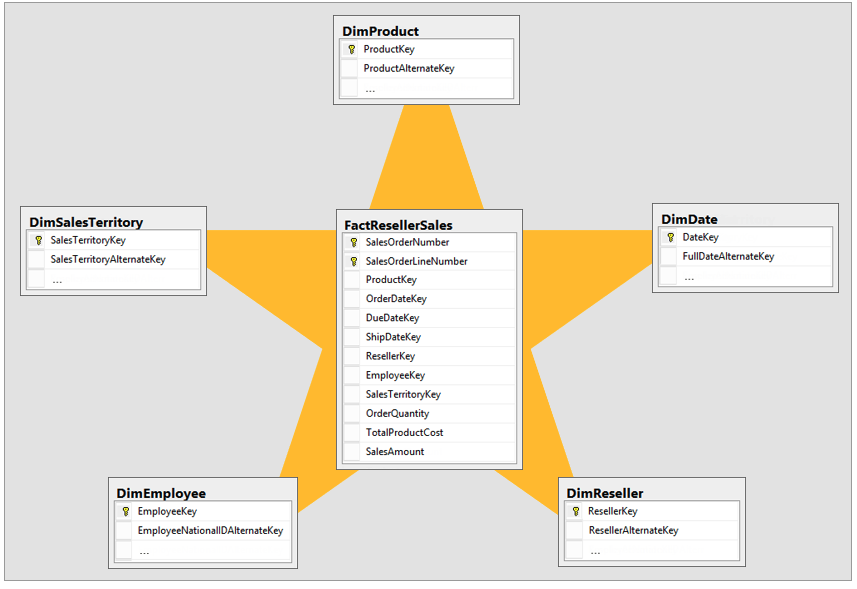 DimProduct
ProductKey
ProductAlternateKey
...
DimSalesTerritory
SalesTerritoryKey
SalesTerritoryAlternateKey
...
FactResellerSales
SalesOrderNumber
SalesOrderLineNumber
ProductKey
OrderDateKey
DueDateKey
ShipDateKey
ResellerKey
EmployeeKey
SalesTerritoryKey
OrderQuantity
TotalProductCost
SalesAmount
DimDate
DateKey
FullDateAlternateKey
...
DimEmployee
EmployeeKey
EmployeeNationalIDAlternateKey
...
DimReseller
ResellerKey
ResellerAlternateKey
...